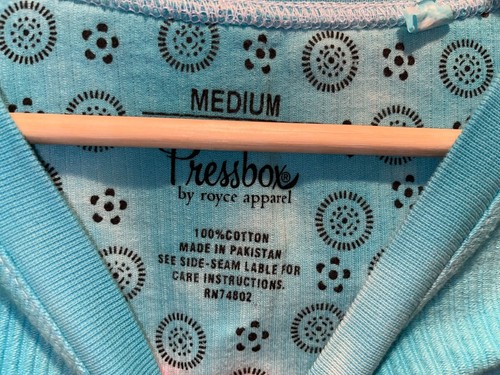 MEDIUM
Pressbox®
by royce apparel
100%COTTON
MADE IN PAKISTAN
SEE SIDE-SEAM LABLE FOR
CARE INSTRUCTIONS.
RN74802